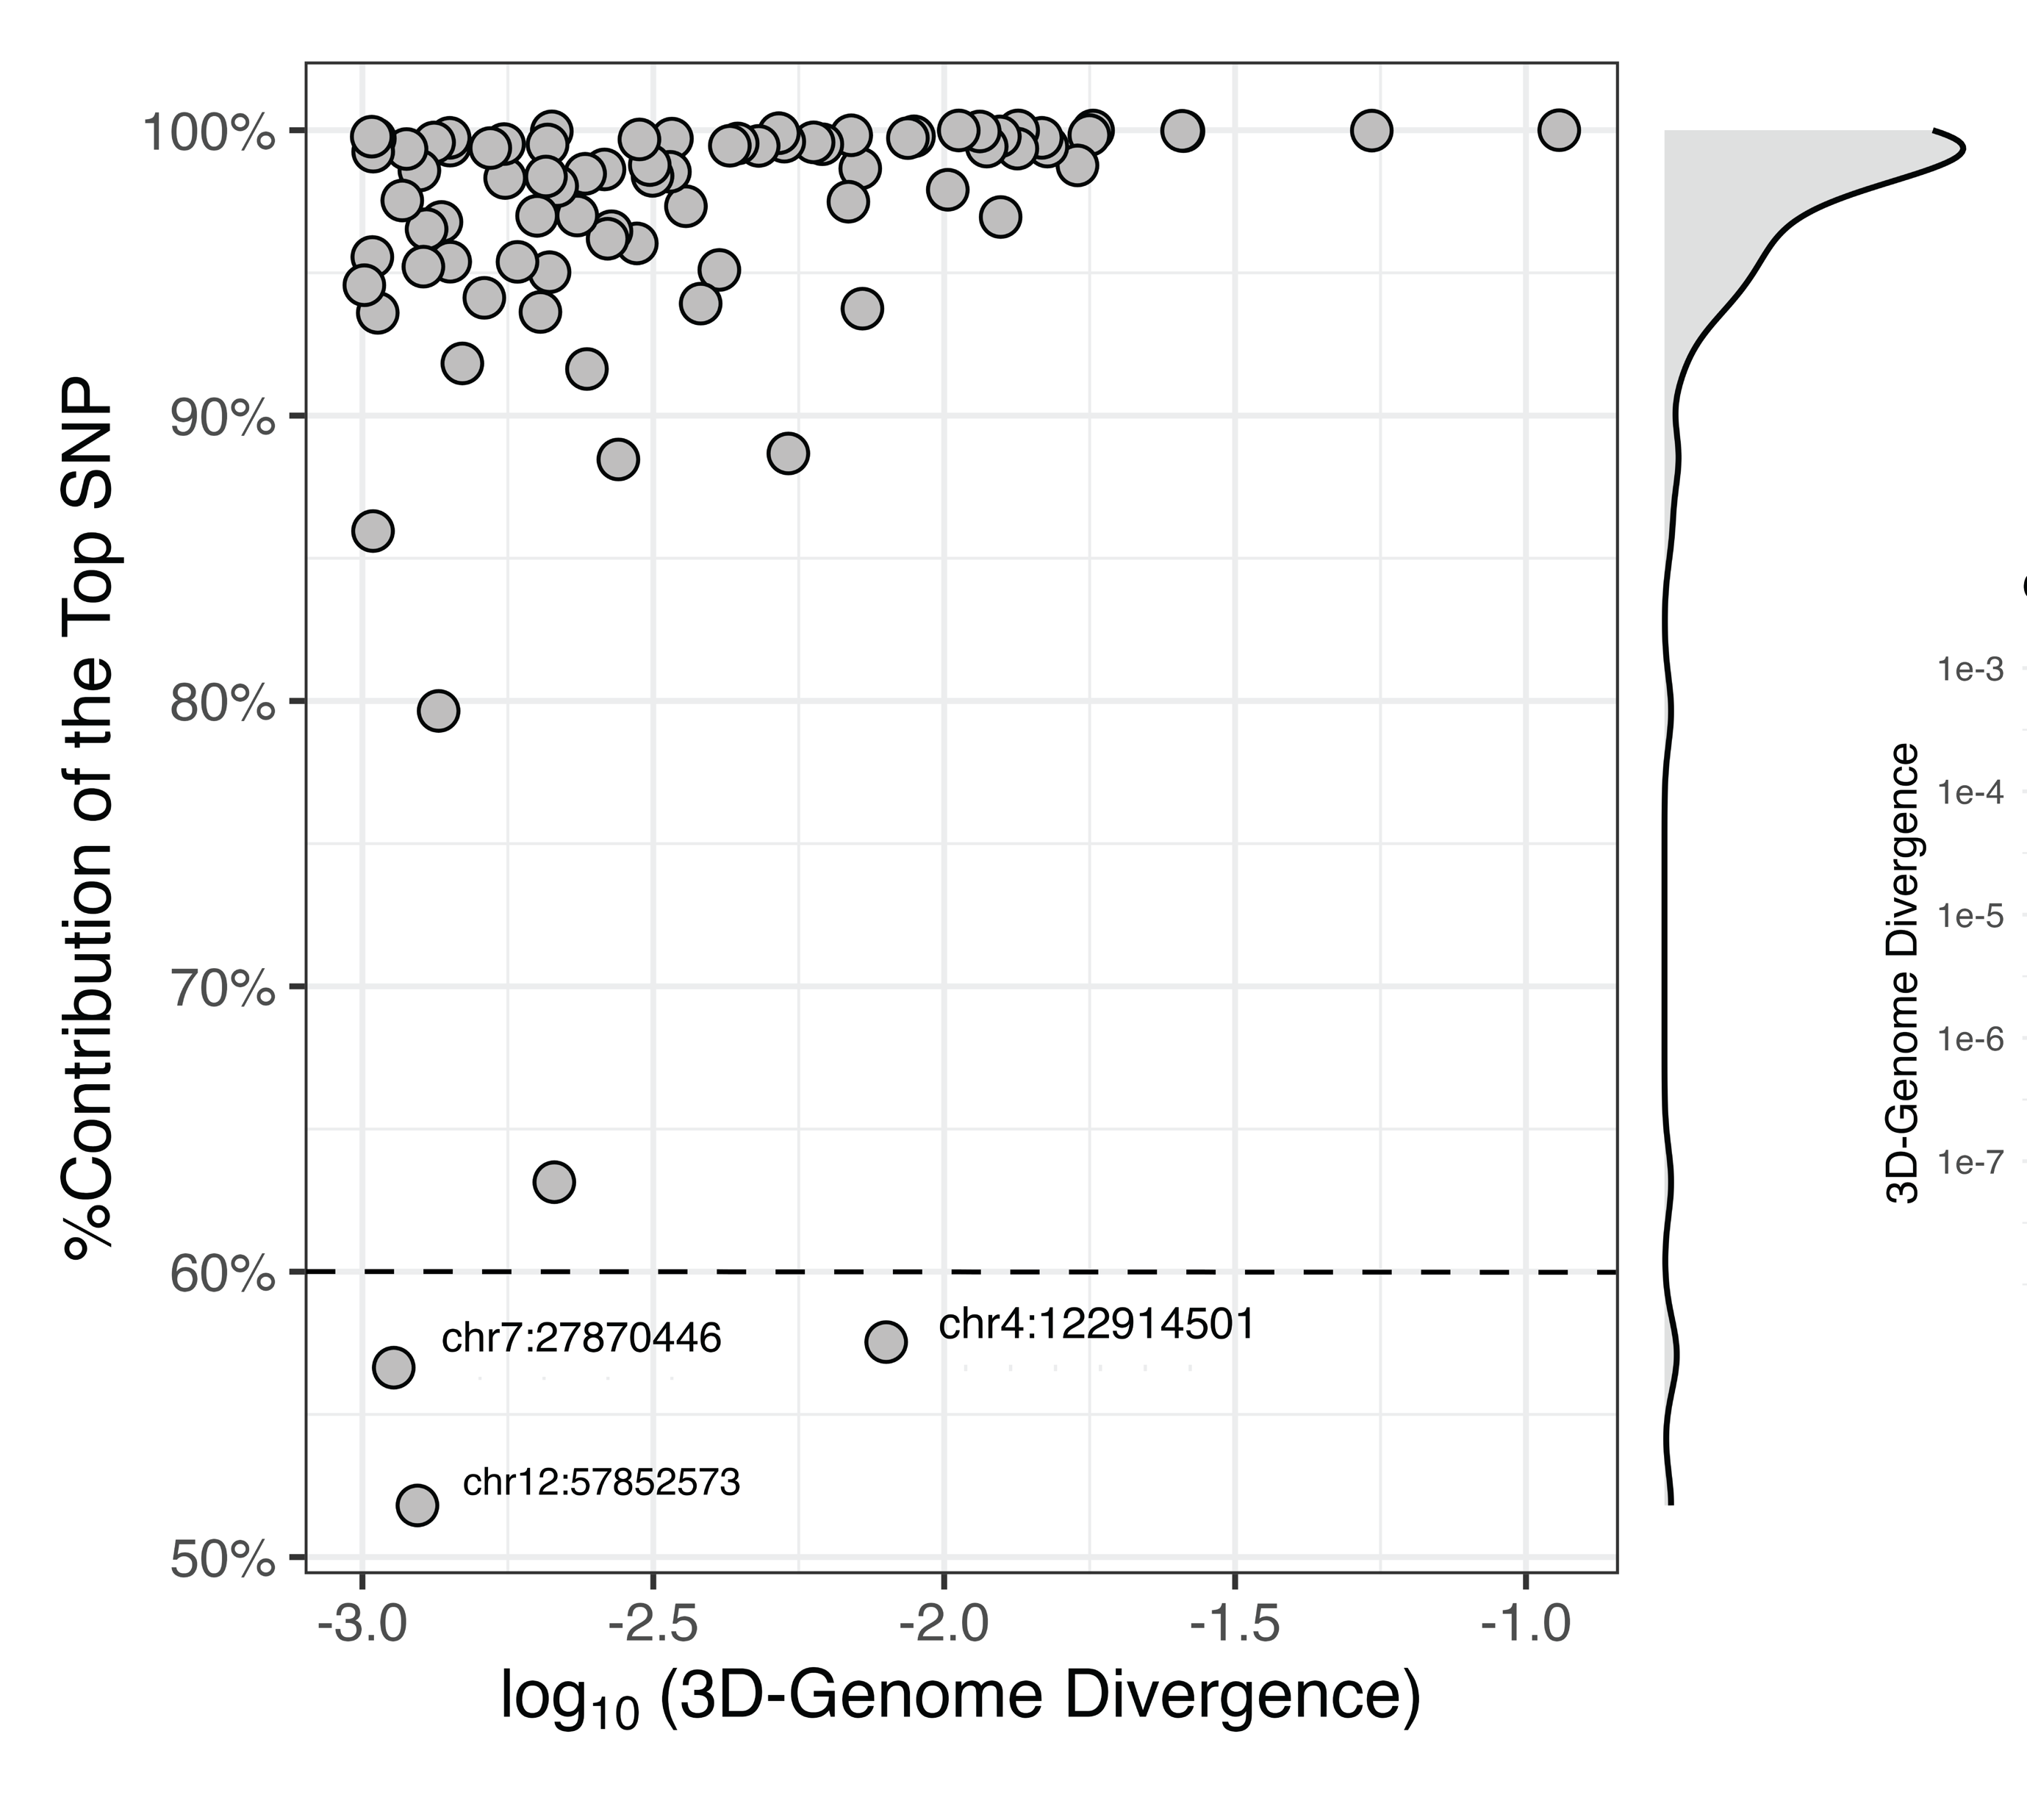 %Contribution of the Top SNP
100%
90%
80%
70%
60%
50%
chr7:27870446
chr4:122914501
chr12:57852573
-3.0
-2.5
-2.0
-1.5
-1.0
log10 (3D-Genome Divergence)
3D-Genome Divergence
1e-3
1e-4
1e-5
1e-6
1e-7